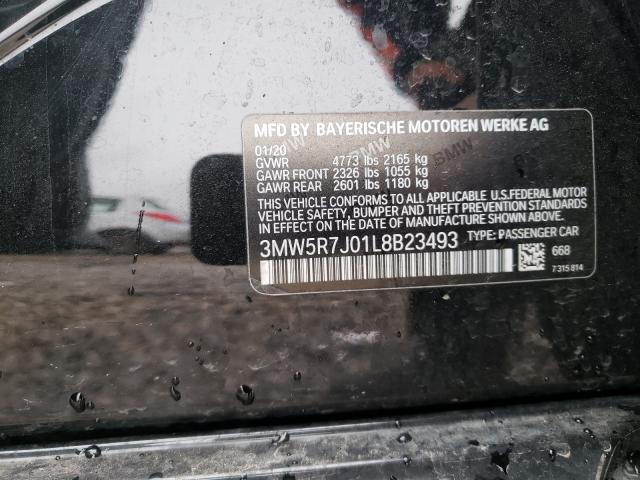 MFD BY BAYERISCHE MOTOREN WERKE AG
01/20
GVWR 4773 lbs 2165 kg
GAWR FRONT 2326 lbs 1055 kg
GAWR REAR 2601 lbs 1180 kg
THIS VEHICLE CONFORMS TO ALL APPLICABLE U.S.FEDERAL MOTOR
VEHICLE SAFETY, BUMPER AND THEFT PREVENTION STANDARDS
IN EFFECT ON THE DATE OF MANUFACTURE SHOWN ABOVE.
3MW5R7J01L8B23493 TYPE: PASSENGER CAR
668
7 315 814
BMW
BMW
BMW